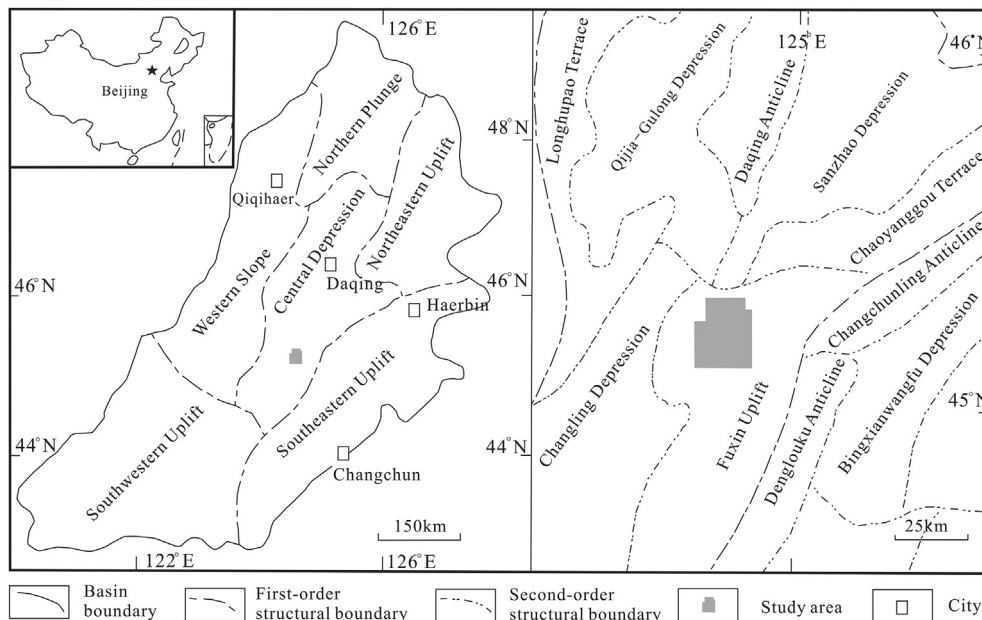 126°E
Beijing
Northern Plunge
48°N
Qiqihaer
Northeastern Uplift
Central Depression
Western Slope
Daqing
46°N
Haerbin
Southeastern Uplift
Southwestern Uplift
44°N
Changchun
150km
122°E
126°E
125°E
46°N
Longhupao Terrace
Qijia-Gulong Depression
Daqing Anticline
Sanzhao Depression
48°N
Chaoyanggou Terrace
Changchunling Anticline
46°N
Changling Depression
Fuxin Uplift
Denglouku Anticline
Bingxianwangfu Depression
45°N
44°N
25km
Basin
boundary
First-order
structural boundary
Second-order
structural boundary
Study area
City